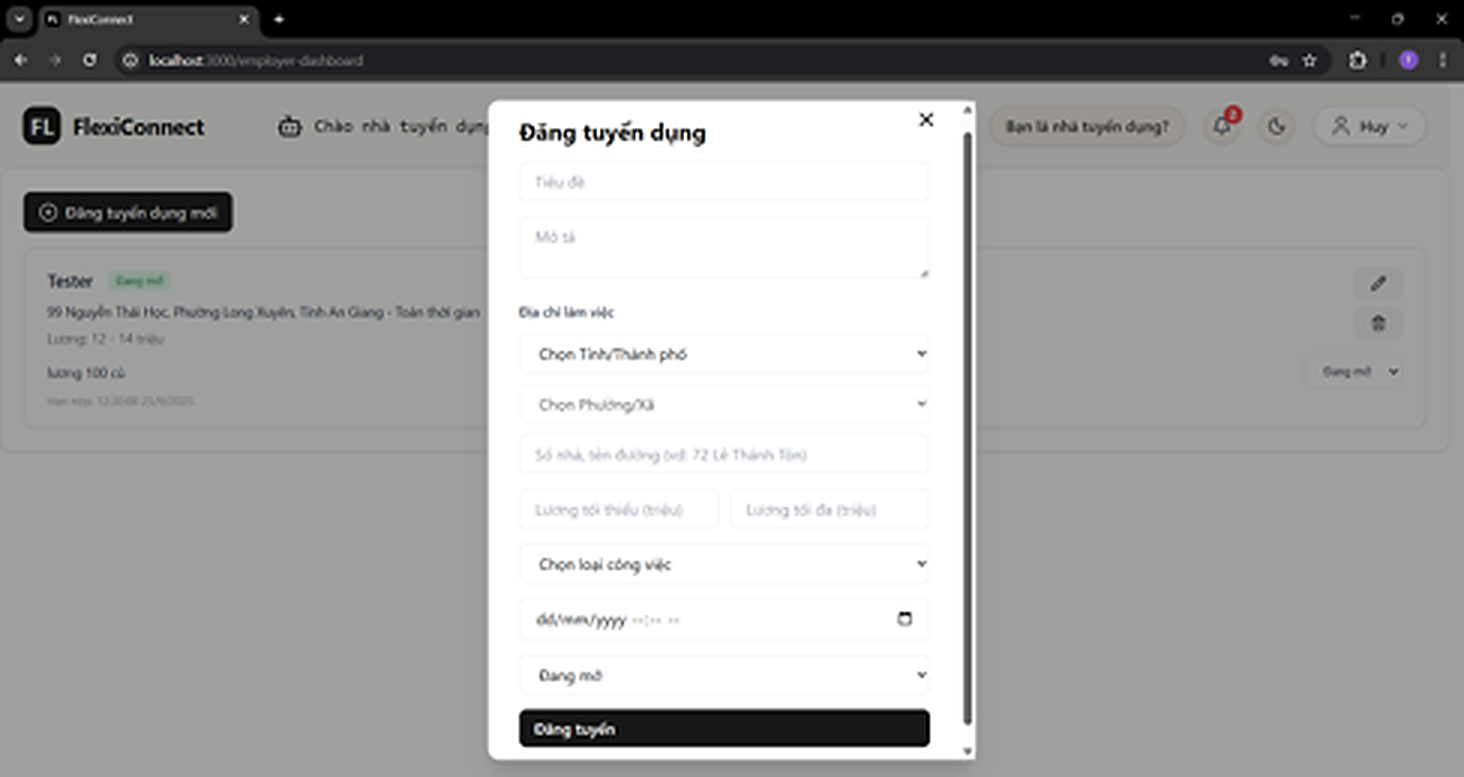 FlexiConnect
localhost:3000/employer-dashboard
FL FlexiConnect
Chào nhà tuyển dụng
Bạn là nhà tuyển dụng?
2
Huy
Đăng tuyển dụng mới
Tester Đang mở
99 Nguyễn Thái Học, Phường Long Xuyên, Tỉnh An Giang - Toàn thời gian
Lương: 12 - 14 triệu
lương 100 củ
Đang mở
Đăng tuyển dụng
Tiêu đề
Mô tả
Địa chỉ làm việc
Chọn Tỉnh/Thành phố
Chọn Phường/Xã
Số nhà, tên đường (vd: 72 Lê Thánh Tôn)
Lương tối thiểu (triệu) Lương tối đa (triệu)
Chọn loại công việc
dd/mm/yyyy --:-- --
Đang mở
Đăng tuyển